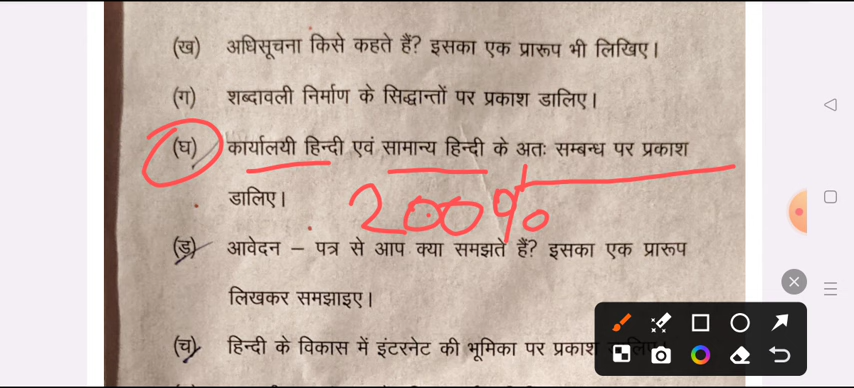 (ख) अधिसूचना किसे कहते हैं? इसका एक प्रारूप भी लिखिए।
(ग) शब्दावली निर्माण के सिद्धान्तों पर प्रकाश डालिए।
(घ) कार्यालयी हिन्दी एवं सामान्य हिन्दी के अतः सम्बन्ध पर प्रकाश
डालिए।
200%
(ड़) आवेदन – पत्र से आप क्या समझते हैं? इसका एक प्रारूप
लिखकर समझाइए।
(च) हिन्दी के विकास में इंटरनेट की भूमिका पर प्रकाश